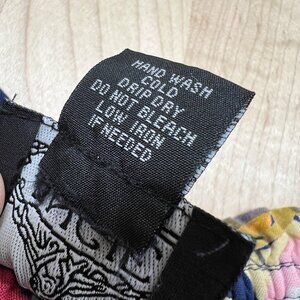 HAND WASH
COLD
DRIP DRY
DO NOT BLEACH
LOW IRON
IF NEEDED